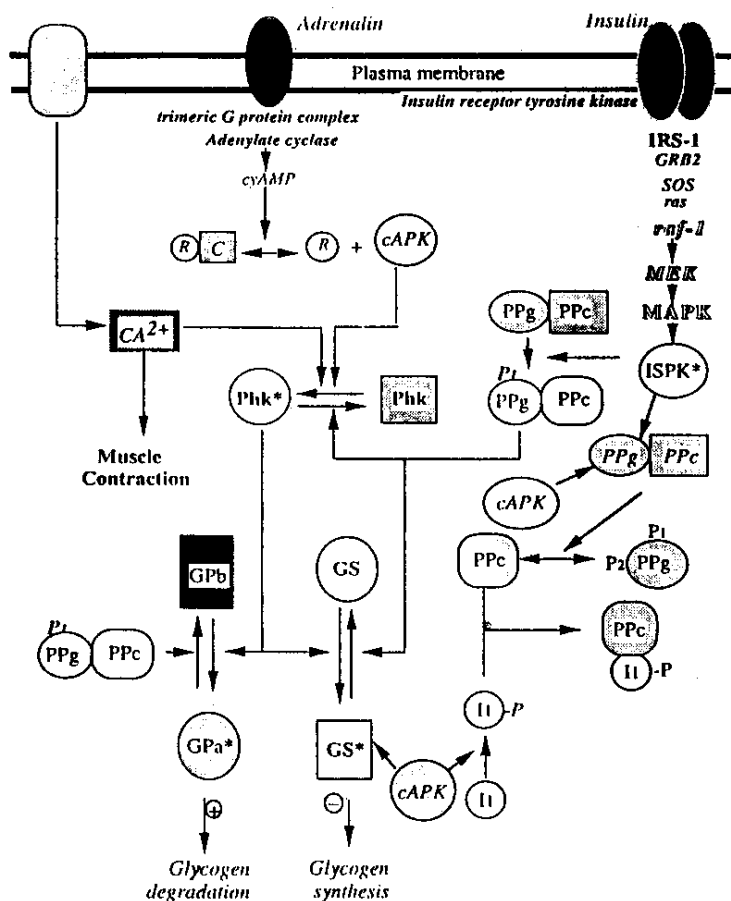 Adrenalin
Insulin
Plasma membrane
Insulin receptor tyrosine kinase
trimeric G protein complex
Adenylate cyclase
IRS-1
GRB2
SOS
ras
raf-1
MEK
MAPK
ISPK*
cyAMP
R C R + cAPK
CA2+
Muscle
Contraction
Phk* Phk
PPg PPc
P1
PPg PPc
PPg PPc
cAPK
PPc
P1
P2 PPg
PPc
I1 -P
GPb
GS
P1
PPg PPc
GPa*
GS*
cAPK
I1 -P
I1
+
−
Glycogen
degradation
Glycogen
synthesis